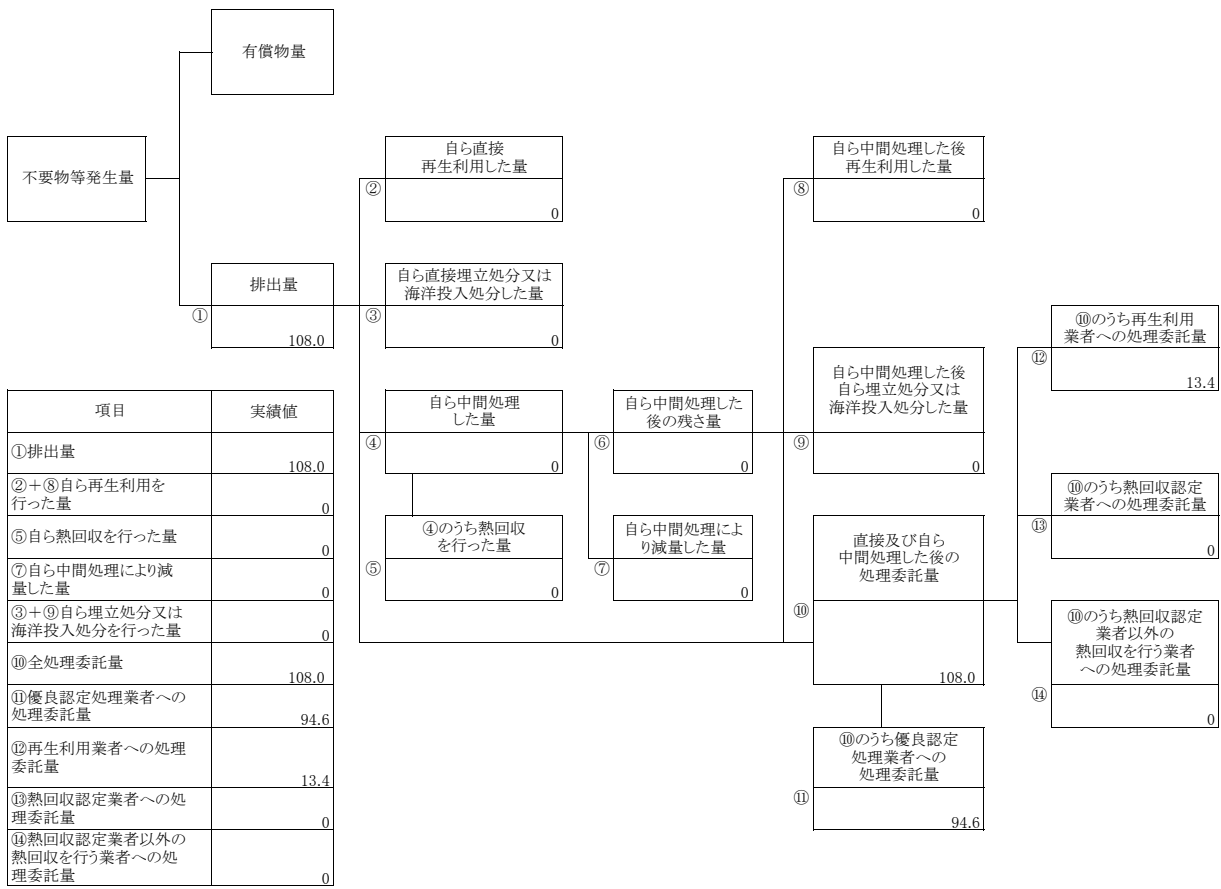 有償物量
不要物等発生量
自ら直接
再生利用した量
②
0
自ら中間処理した後
再生利用した量
⑧
0
排出量
①
108.0
自ら直接埋立処分又は
海洋投入処分した量
③
0
⑩のうち再生利用
業者への処理委託量
⑫
13.4
自ら中間処理
した量
④
0
自ら中間処理した
後の残さ量
⑥
0
自ら中間処理した後
自ら埋立処分又は
海洋投入処分した量
⑨
0
⑩のうち熱回収認定
業者への処理委託量
⑬
0
④のうち熱回収
を行った量
⑤
0
自ら中間処理によ
り減量した量
⑦
0
直接及び自ら
中間処理した後の
処理委託量
⑩
108.0
⑩のうち熱回収認定
業者以外の
熱回収を行う業者
への処理委託量
⑭
0
⑩のうち優良認定
処理業者への
処理委託量
⑪
94.6
項目 実績値
①排出量
108.0
②＋⑧自ら再生利用を
行った量
0
⑤自ら熱回収を行った量
0
⑦自ら中間処理により減
量した量
0
③＋⑨自ら埋立処分又は
海洋投入処分を行った量
0
⑩全処理委託量
108.0
⑪優良認定処理業者への
処理委託量
94.6
⑫再生利用業者への処理
委託量
13.4
⑬熱回収認定業者への処
理委託量
0
⑭熱回収認定業者以外の
熱回収を行う業者への処
理委託量
0